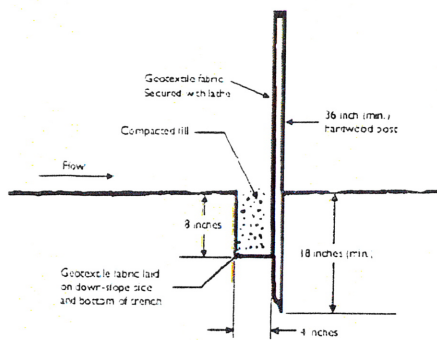 Geotextile fabric
Secured with lathe
36 inch (min.)
hardwood post
Compacted fill
Flow
8 inches
18 inches (min.)
Geotextile fabric laid
on down-slope side
and bottom of trench
4 inches